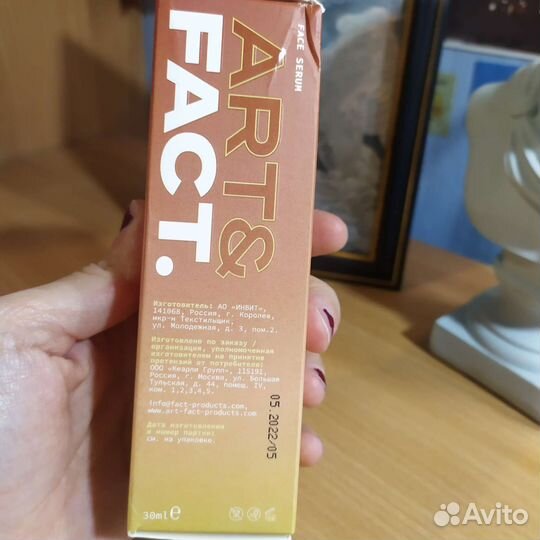 FACE SERUM
ART&
FACT.
Изготовитель: АО «ИНВИТ»,
141068, Россия, г. Королев,
мкр-н Текстильщик,
ул. Молодежная, д. 3, пом.2.
Изготовлено по заказу /
организация, уполномоченная
изготовителем на принятие
претензий от потребителя:
ООО «Кеарли Групп», 115191,
Россия, г. Москва, ул. Большая
Тульская, д. 44, помещ. IV,
ком. 1,2,3,4,5.
info@fact-products.com,
www.art-fact-products.com
Дата изготовления
и номер партии:
см. на упаковке.
05.2022/05
30ml e
Avito